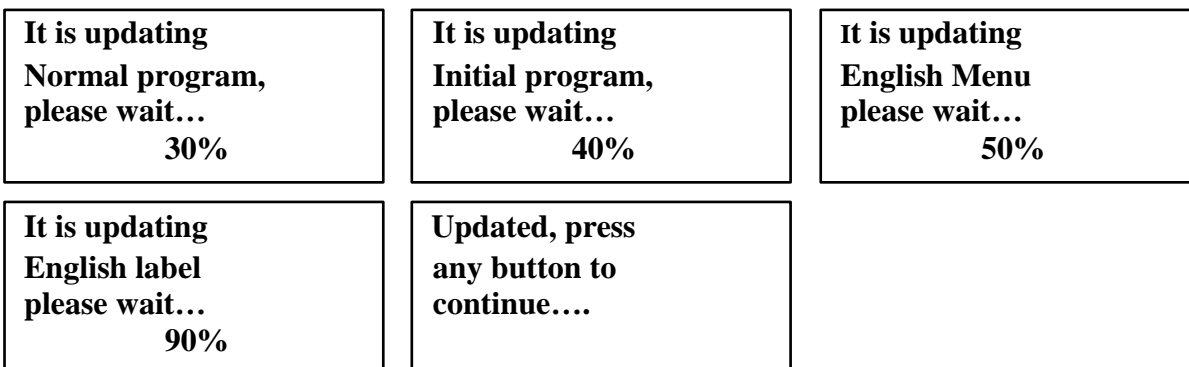 It is updating
Normal program,
please wait…
30%
It is updating
Initial program,
please wait…
40%
It is updating
English Menu
please wait…
50%
It is updating
English label
please wait…
90%
Updated, press
any button to
continue….